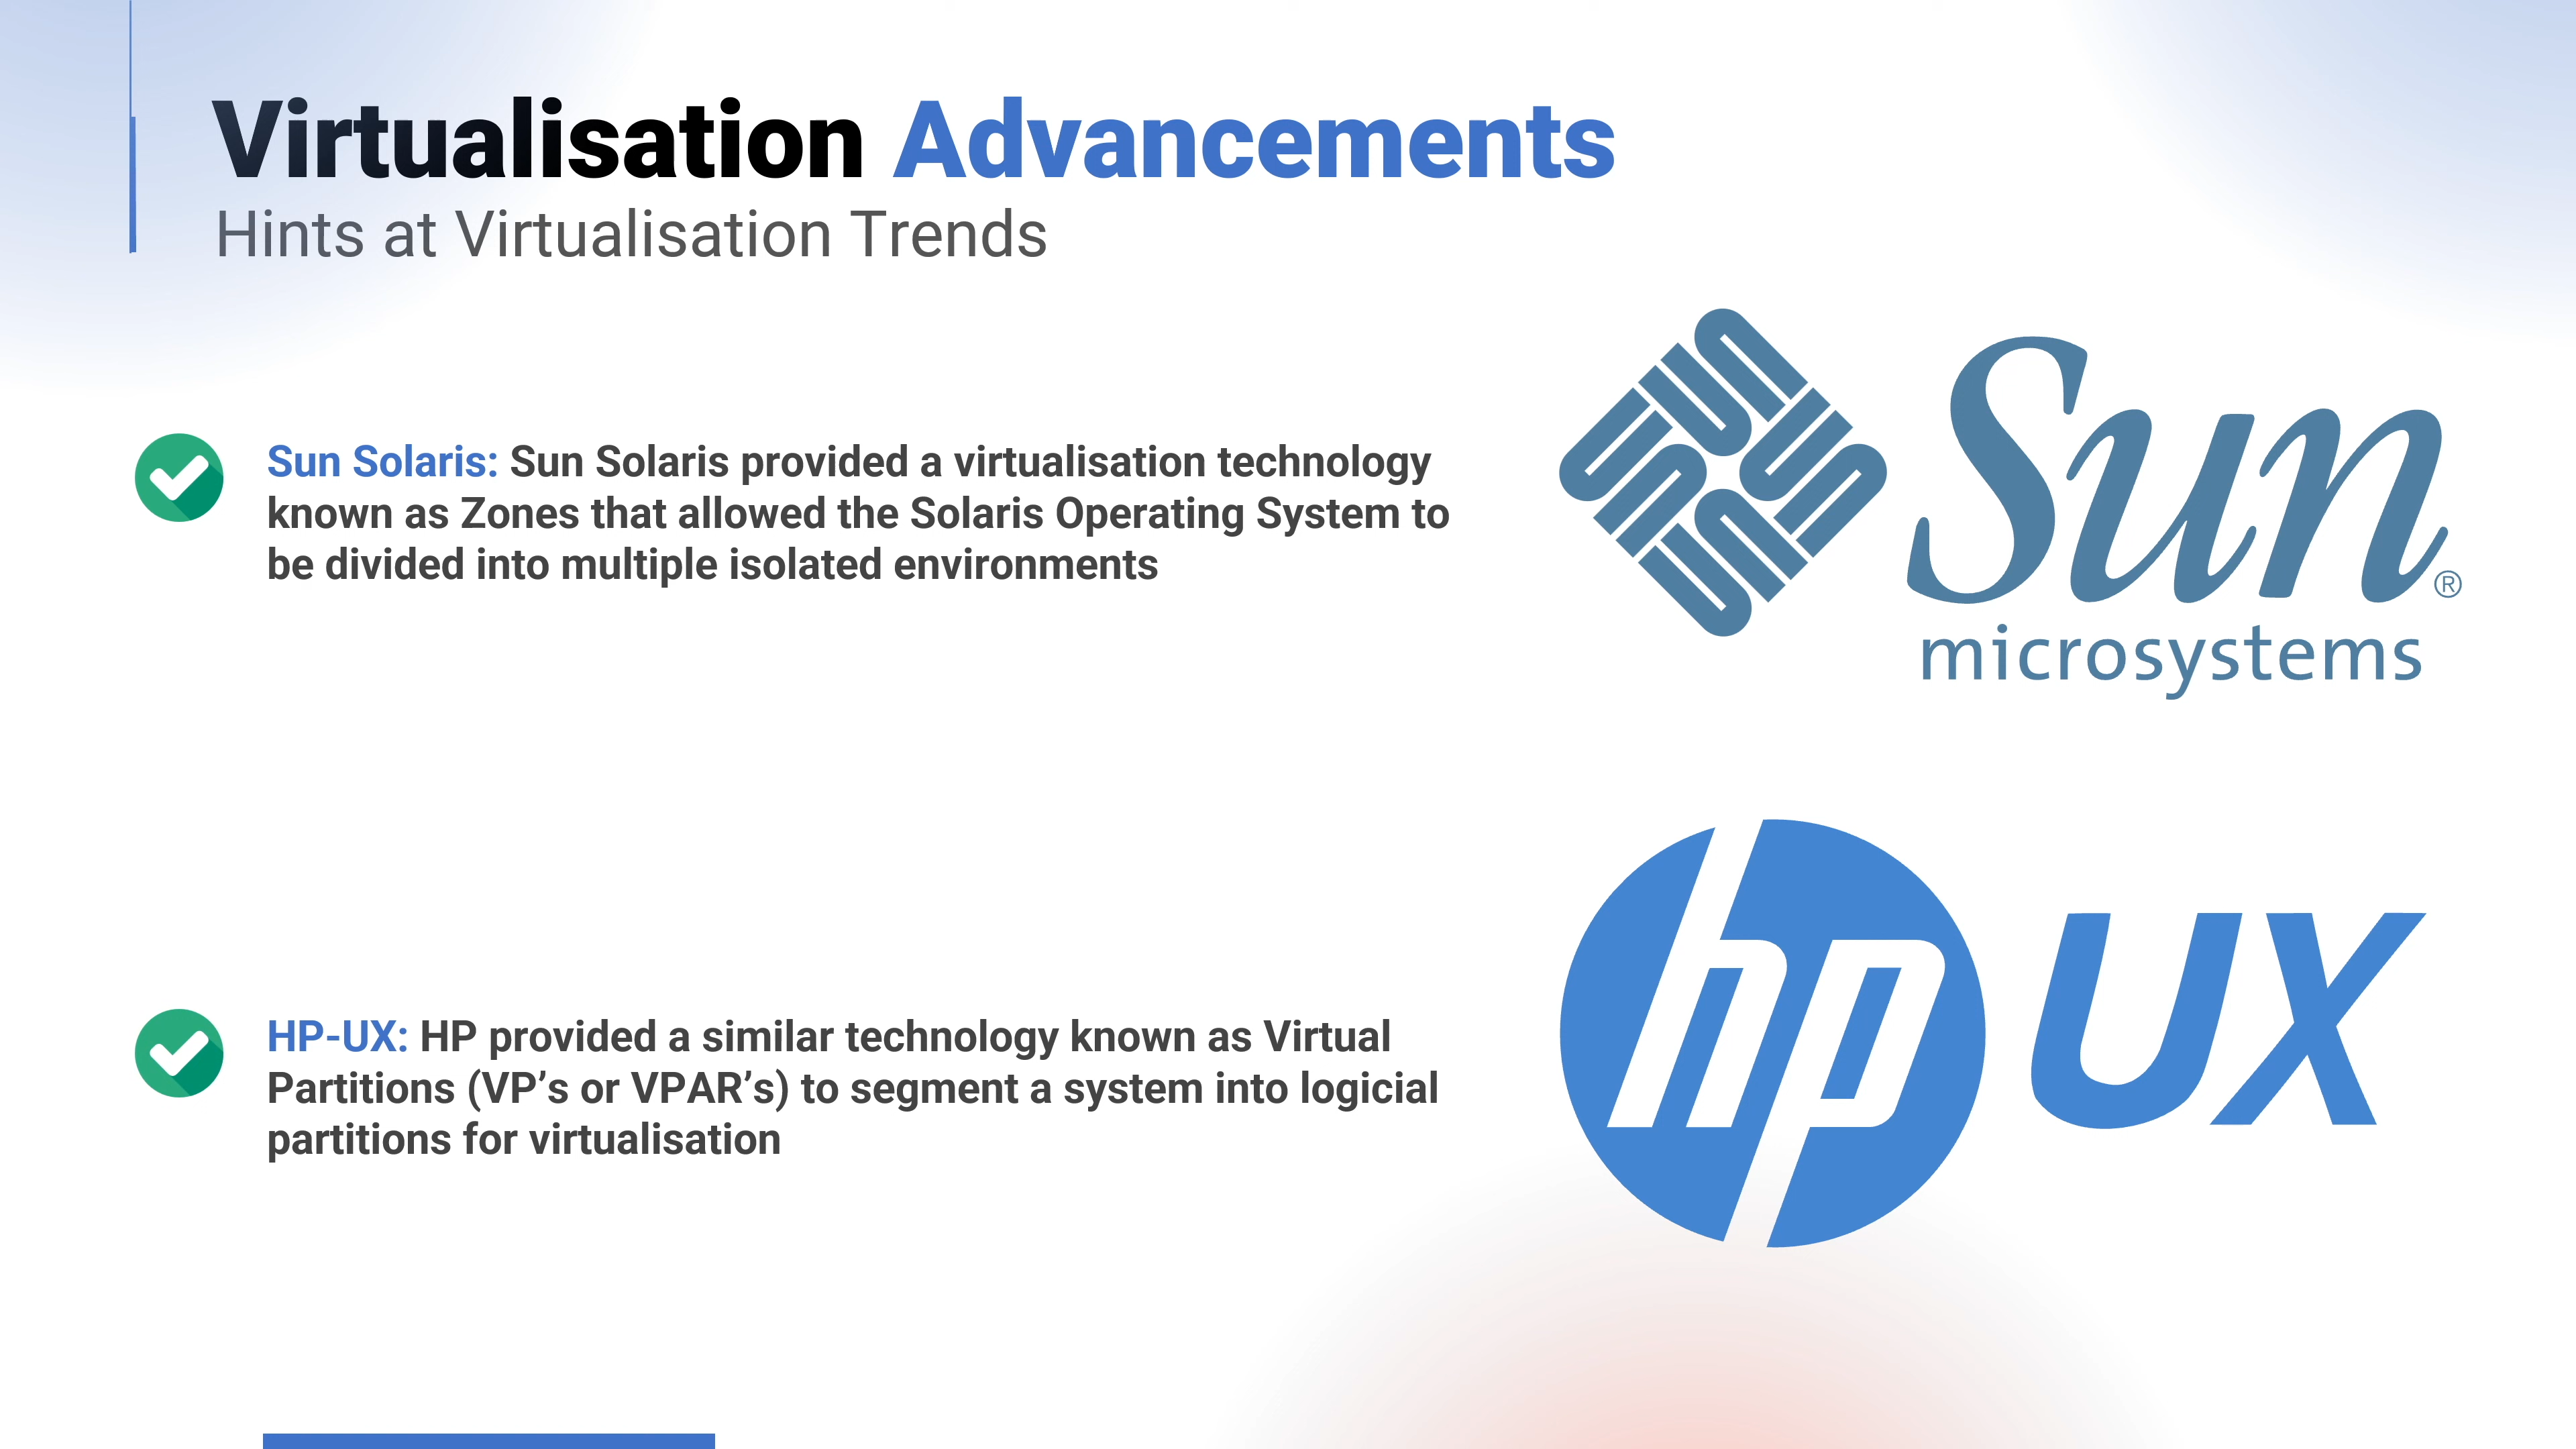 Virtualisation Advancements
Hints at Virtualisation Trends
Sun Solaris: Sun Solaris provided a virtualisation technology
known as Zones that allowed the Solaris Operating System to
be divided into multiple isolated environments
Sun®
microsystems
HP-UX: HP provided a similar technology known as Virtual
Partitions (VP’s or VPAR’s) to segment a system into logicial
partitions for virtualisation
hp UX